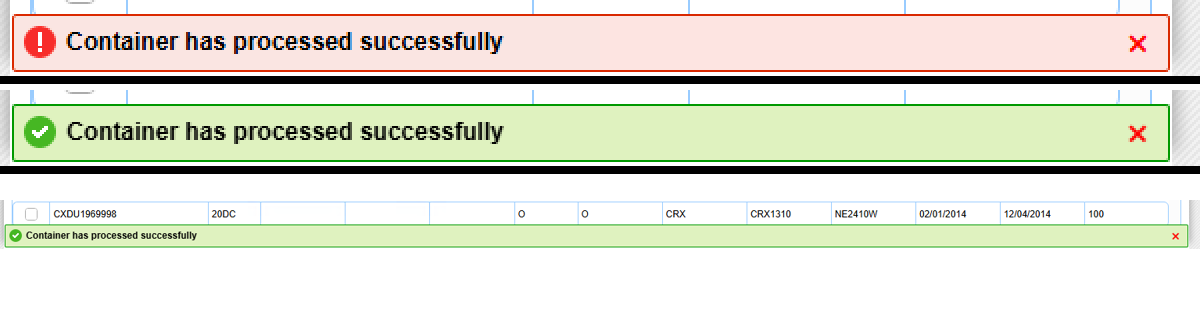 Container has processed successfully
Container has processed successfully
CXDU1969998 20DC O O CRX CRX1310 NE2410W 02/01/2014 12/04/2014 100
Container has processed successfully